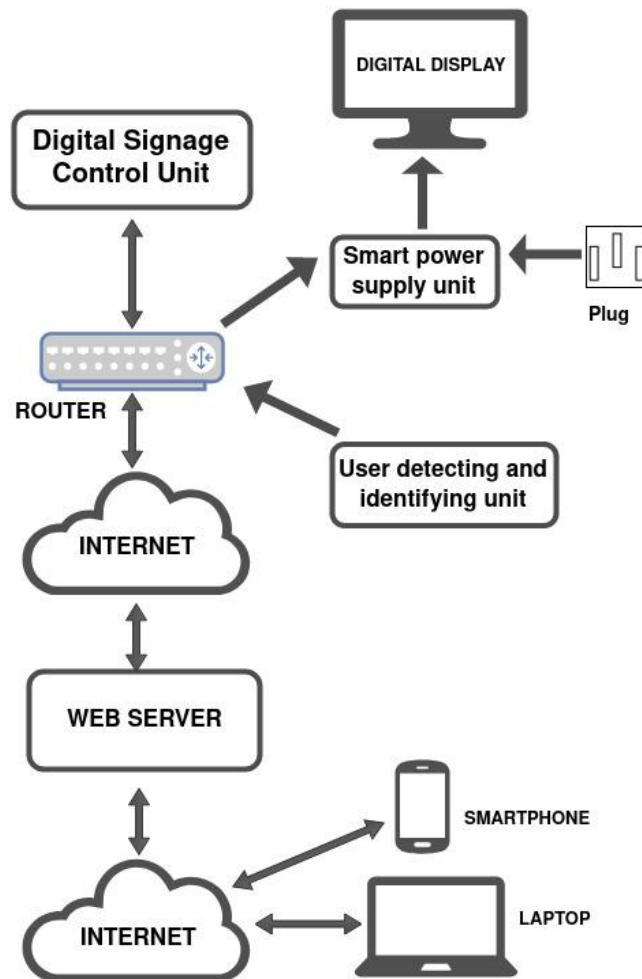 DIGITAL DISPLAY
Digital Signage
Control Unit
Smart power
supply unit
Plug
ROUTER
User detecting and
identifying unit
INTERNET
WEB SERVER
SMARTPHONE
LAPTOP
INTERNET